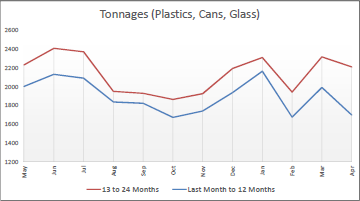 Tonnages (Plastics, Cans, Glass)
2600
2400
2200
2000
1800
1600
1400
1200
May
Jun
Jul
Aug
Sep
Oct
Nov
Dec
Jan
Feb
Mar
Apr
13 to 24 Months
Last Month to 12 Months